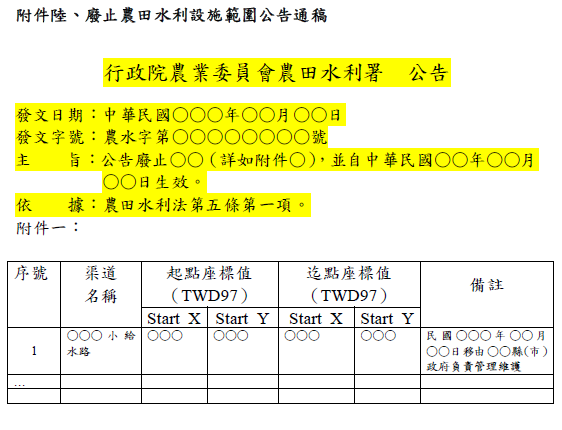 附件陸、廢止農田水利設施範圍公告通稿
行政院農業委員會農田水利署　公告
發文日期：中華民國○○○年○○月○○日
發文字號：農水字第○○○○○○○○號
主　　旨：公告廢止○○（詳如附件○），並自中華民國○○年○○月
○○日生效。
依　　據：農田水利法第五條第一項。
附件一：
序號 渠道名稱 起點座標值（TWD97） 迄點座標值（TWD97） 備註
Start X Start Y Start X Start Y
1 ○○○小給水路 ○○○ ○○○ ○○○ ○○○ 民國○○○年○○月○○日移由○○縣(市)政府負責管理維護
...